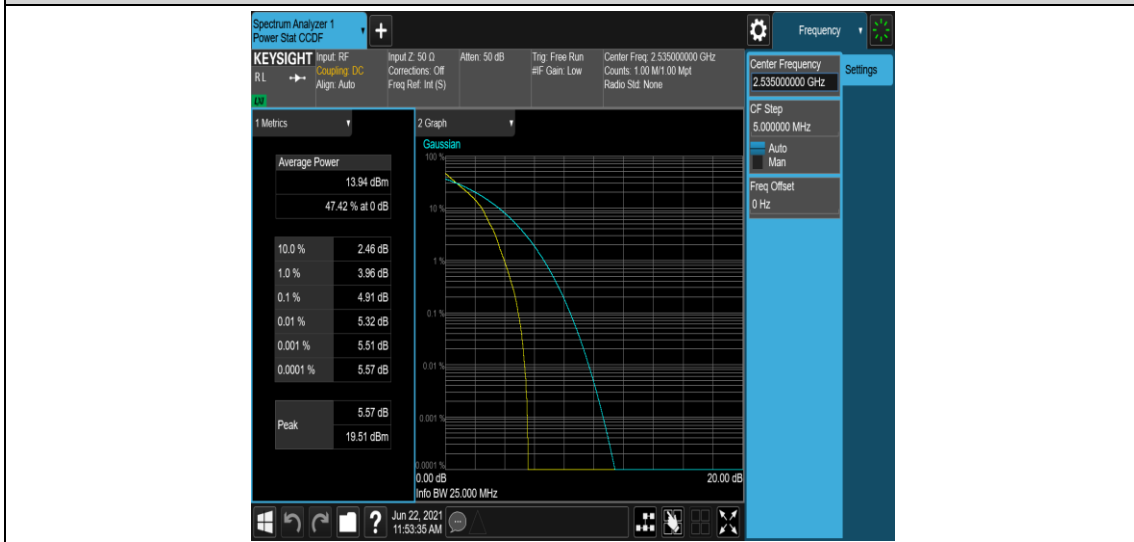 Spectrum Analyzer 1
Power Stat CCDF
Frequency
KEYSIGHT
RL
Input: RF
Coupling: DC
Align: Auto
Input Z: 50 Ω
Corrections: Off
Freq Ref: Int (S)
Atten: 50 dB
Trig: Free Run
#IF Gain: Low
Center Freq: 2.535000000 GHz
Counts: 1.00 M/1.00 Mpt
Radio Std: None
Center Frequency
2.535000000 GHz
Settings
CF Step
5.000000 MHz
Auto
Man
Freq Offset
0 Hz
1 Metrics
Average Power
13.94 dBm
47.42 % at 0 dB
10.0 % 2.46 dB
1.0 % 3.96 dB
0.1 % 4.91 dB
0.01 % 5.32 dB
0.001 % 5.51 dB
0.0001 % 5.57 dB
Peak
5.57 dB
19.51 dBm
2 Graph
Gaussian
100 %
10 %
1 %
0.1 %
0.01 %
0.001 %
0.0001 %
0.00 dB 20.00 dB
Info BW 25.000 MHz
?
Jun 22, 2021
11:53:35 AM